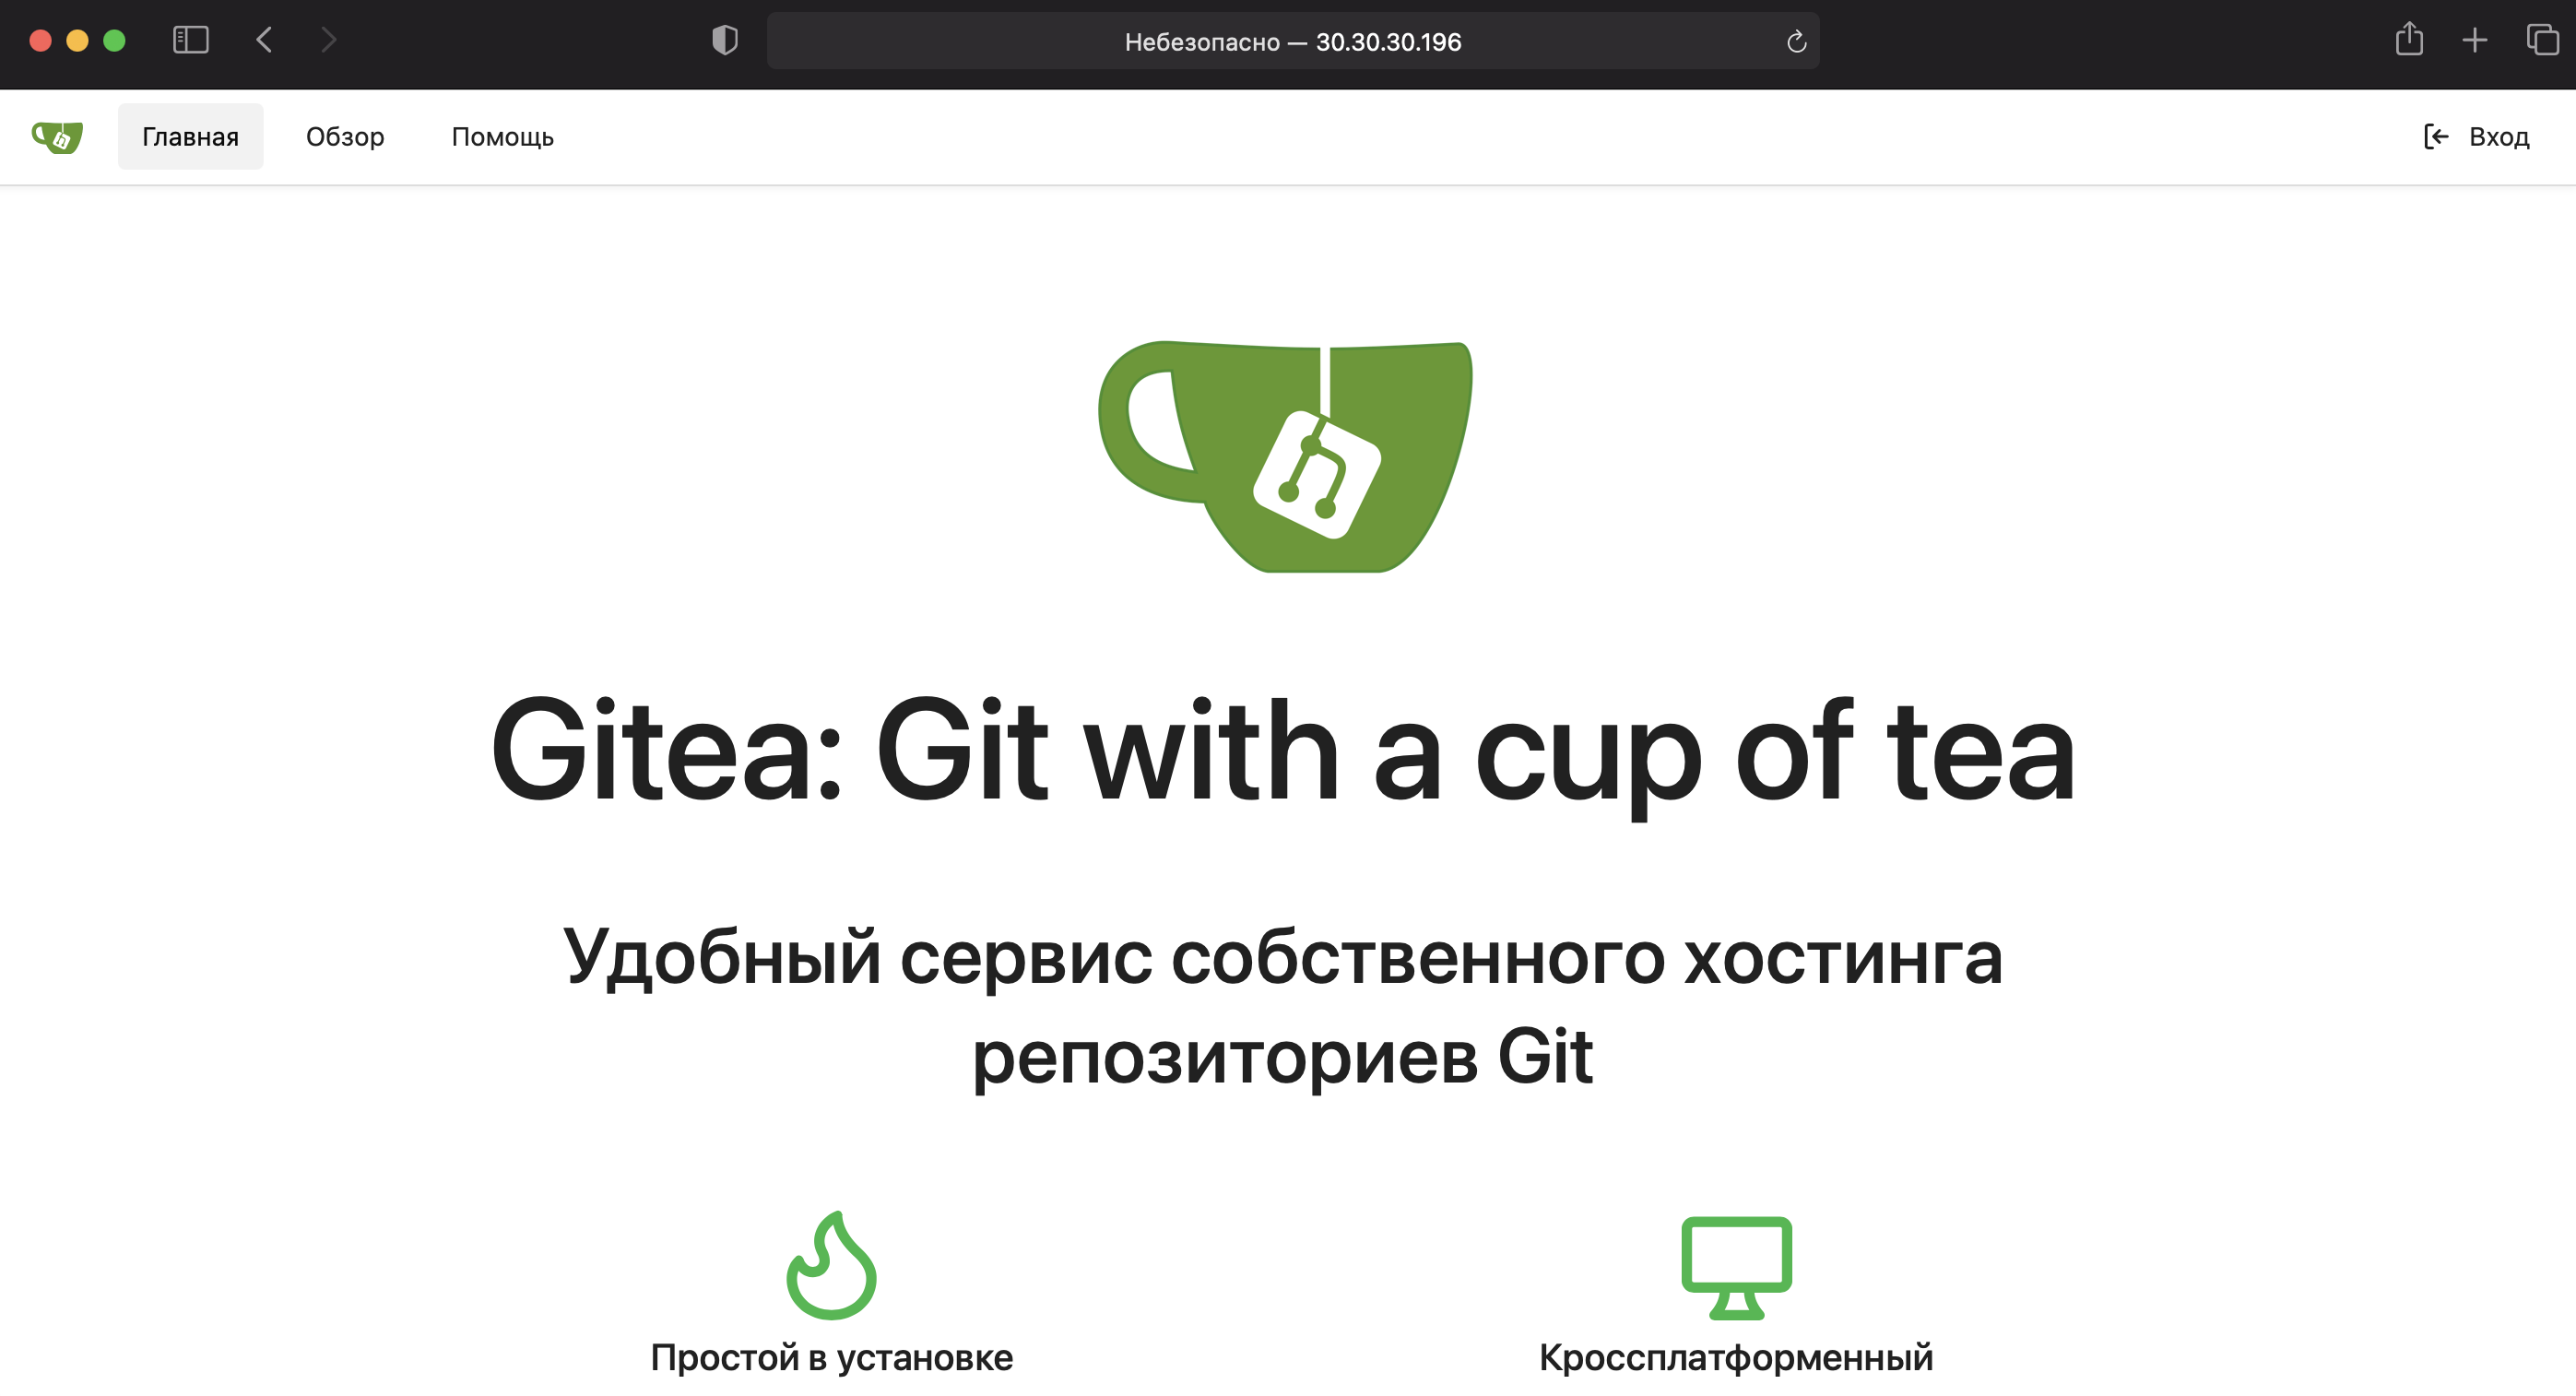 Небезопасно — 30.30.30.196
Главная Обзор Помощь Вход
Gitea: Git with a cup of tea
Удобный сервис собственного хостинга
репозиториев Git
Простой в установке Кроссплатформенный